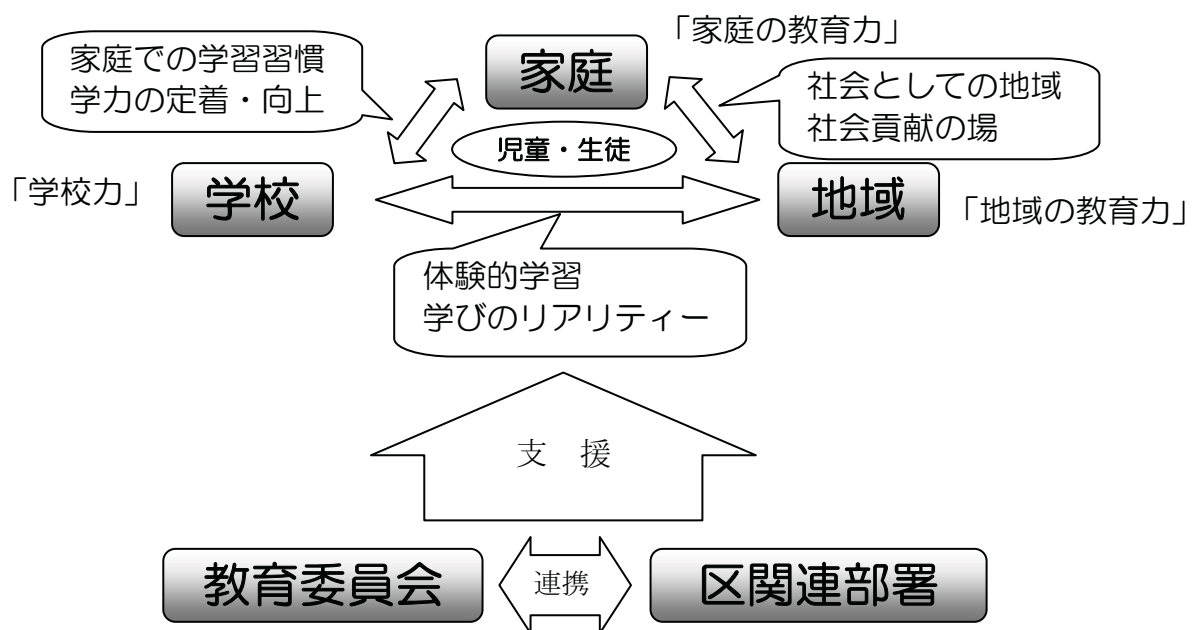 「家庭の教育力」
家庭での学習習慣
学力の定着・向上
家庭
社会としての地域
社会貢献の場
児童・生徒
「学校力」
学校
地域
「地域の教育力」
体験的学習
学びのリアリティー
支 援
教育委員会
連携
区関連部署